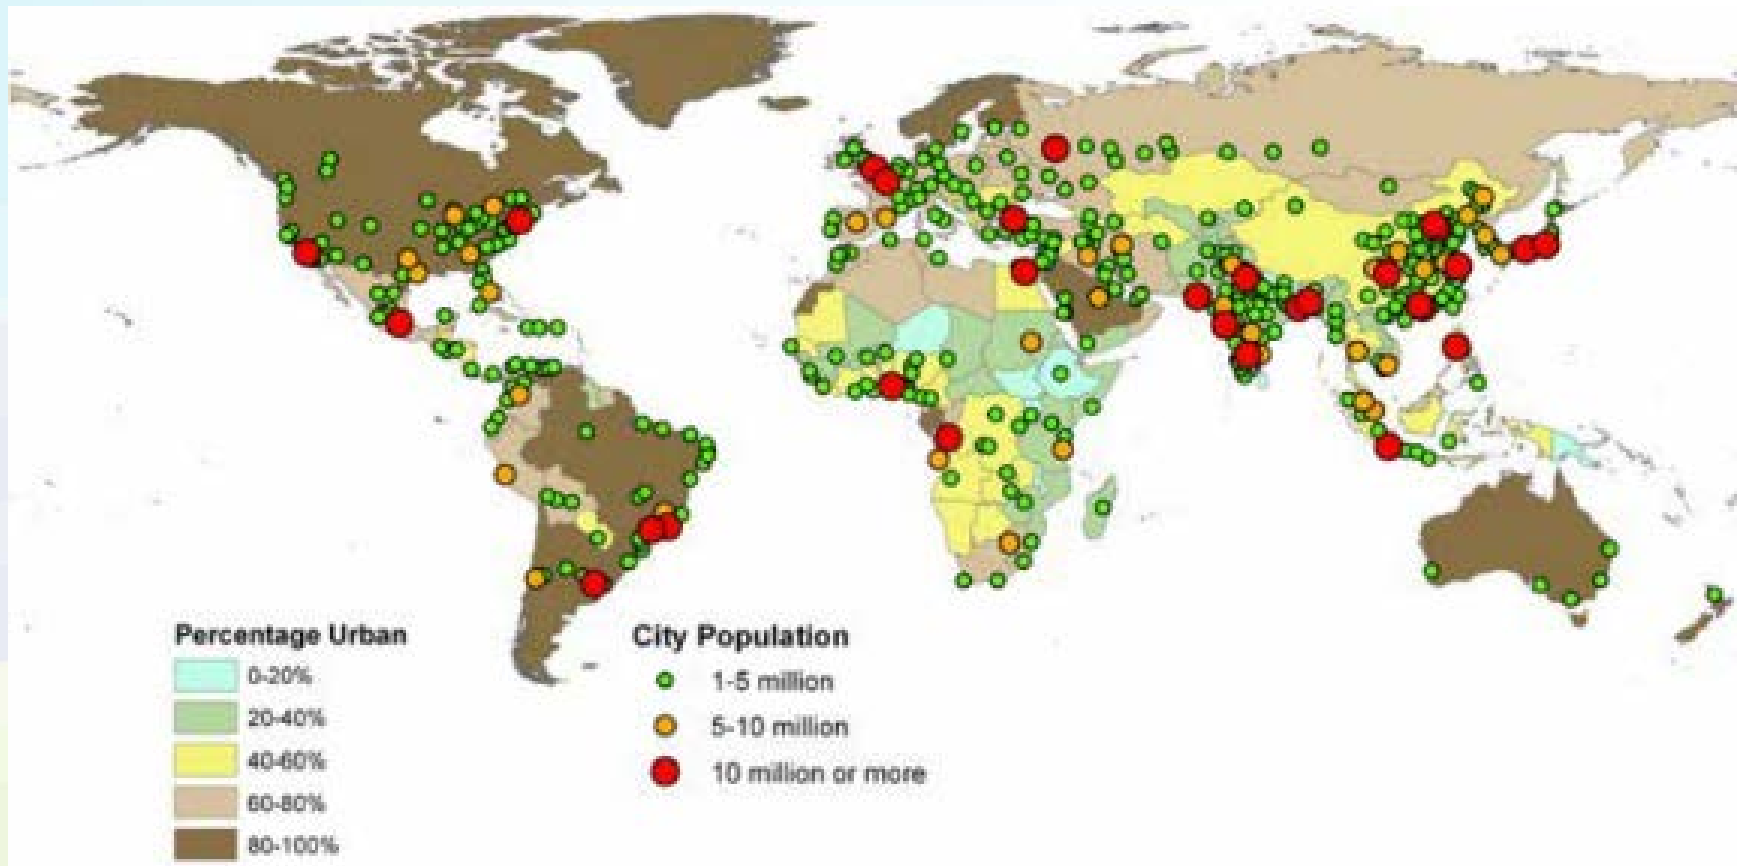 Percentage Urban
0-20%
20-40%
40-60%
60-80%
80-100%
City Population
1-5 million
5-10 million
10 million or more